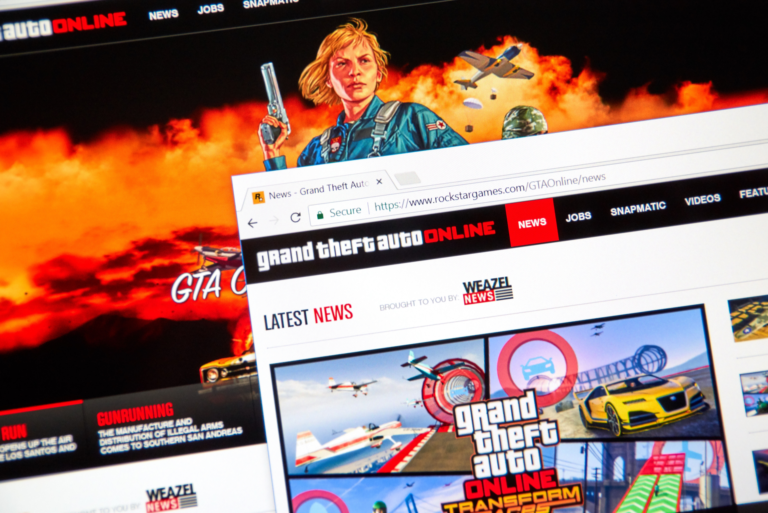 auto ONLINE NEWS JOBS SNAPMATIC
News - Grand Theft Auto
Secure https://www.rockstargames.com/GTAOnline/news
grand theft auto ONLINE NEWS JOBS SNAPMATIC VIDEOS FEATU
GTA
LATEST NEWS BROUGHT TO YOU BY WEAZEL
NEWS
grand
theft
auto
ONLINE
TRANSFORM
RUN
OPENS UP THE AIR
LOS SANTOS AND
GUNRUNNING
THE MANUFACTURE AND
DISTRIBUTION OF ILLEGAL ARMS
COMES TO SOUTHERN SAN ANDREAS
TO YOU BY WEAZEL
NEWS